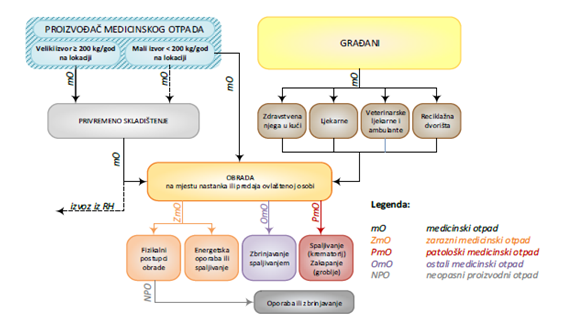 PROIZVOĐAČ MEDICINSKOG OTPADA
Veliki izvor ≥ 200 kg/god
na lokaciji
Mali izvor < 200 kg/god
na lokaciji
GRAĐANI
mO
mO
mO
mO
PRIVREMENO SKLADIŠTENJE
Zdravstvena
njega u kući
Ljekarne
Veterinarske
ljekarne i
ambulante
Reciklažna
dvorišta
mO
OBRADA
na mjestu nastanka ili predaja ovlaštenoj osobi
izvoz iz RH
ZmO
OmO
PmO
Fizikalni
postupci
obrade
Energetska
oporaba ili
spaljivanje
Zbrinjavanje
spaljivanjem
Spaljivanje
(krematorij)
Zakapanje
(groblje)
NPO
Oporaba ili zbrinjavanje
Legenda:
mO medicinski otpad
ZmO zarazni medicinski otpad
PmO patološki medicinski otpad
OmO ostali medicinski otpad
NPO neopasni proizvodni otpad